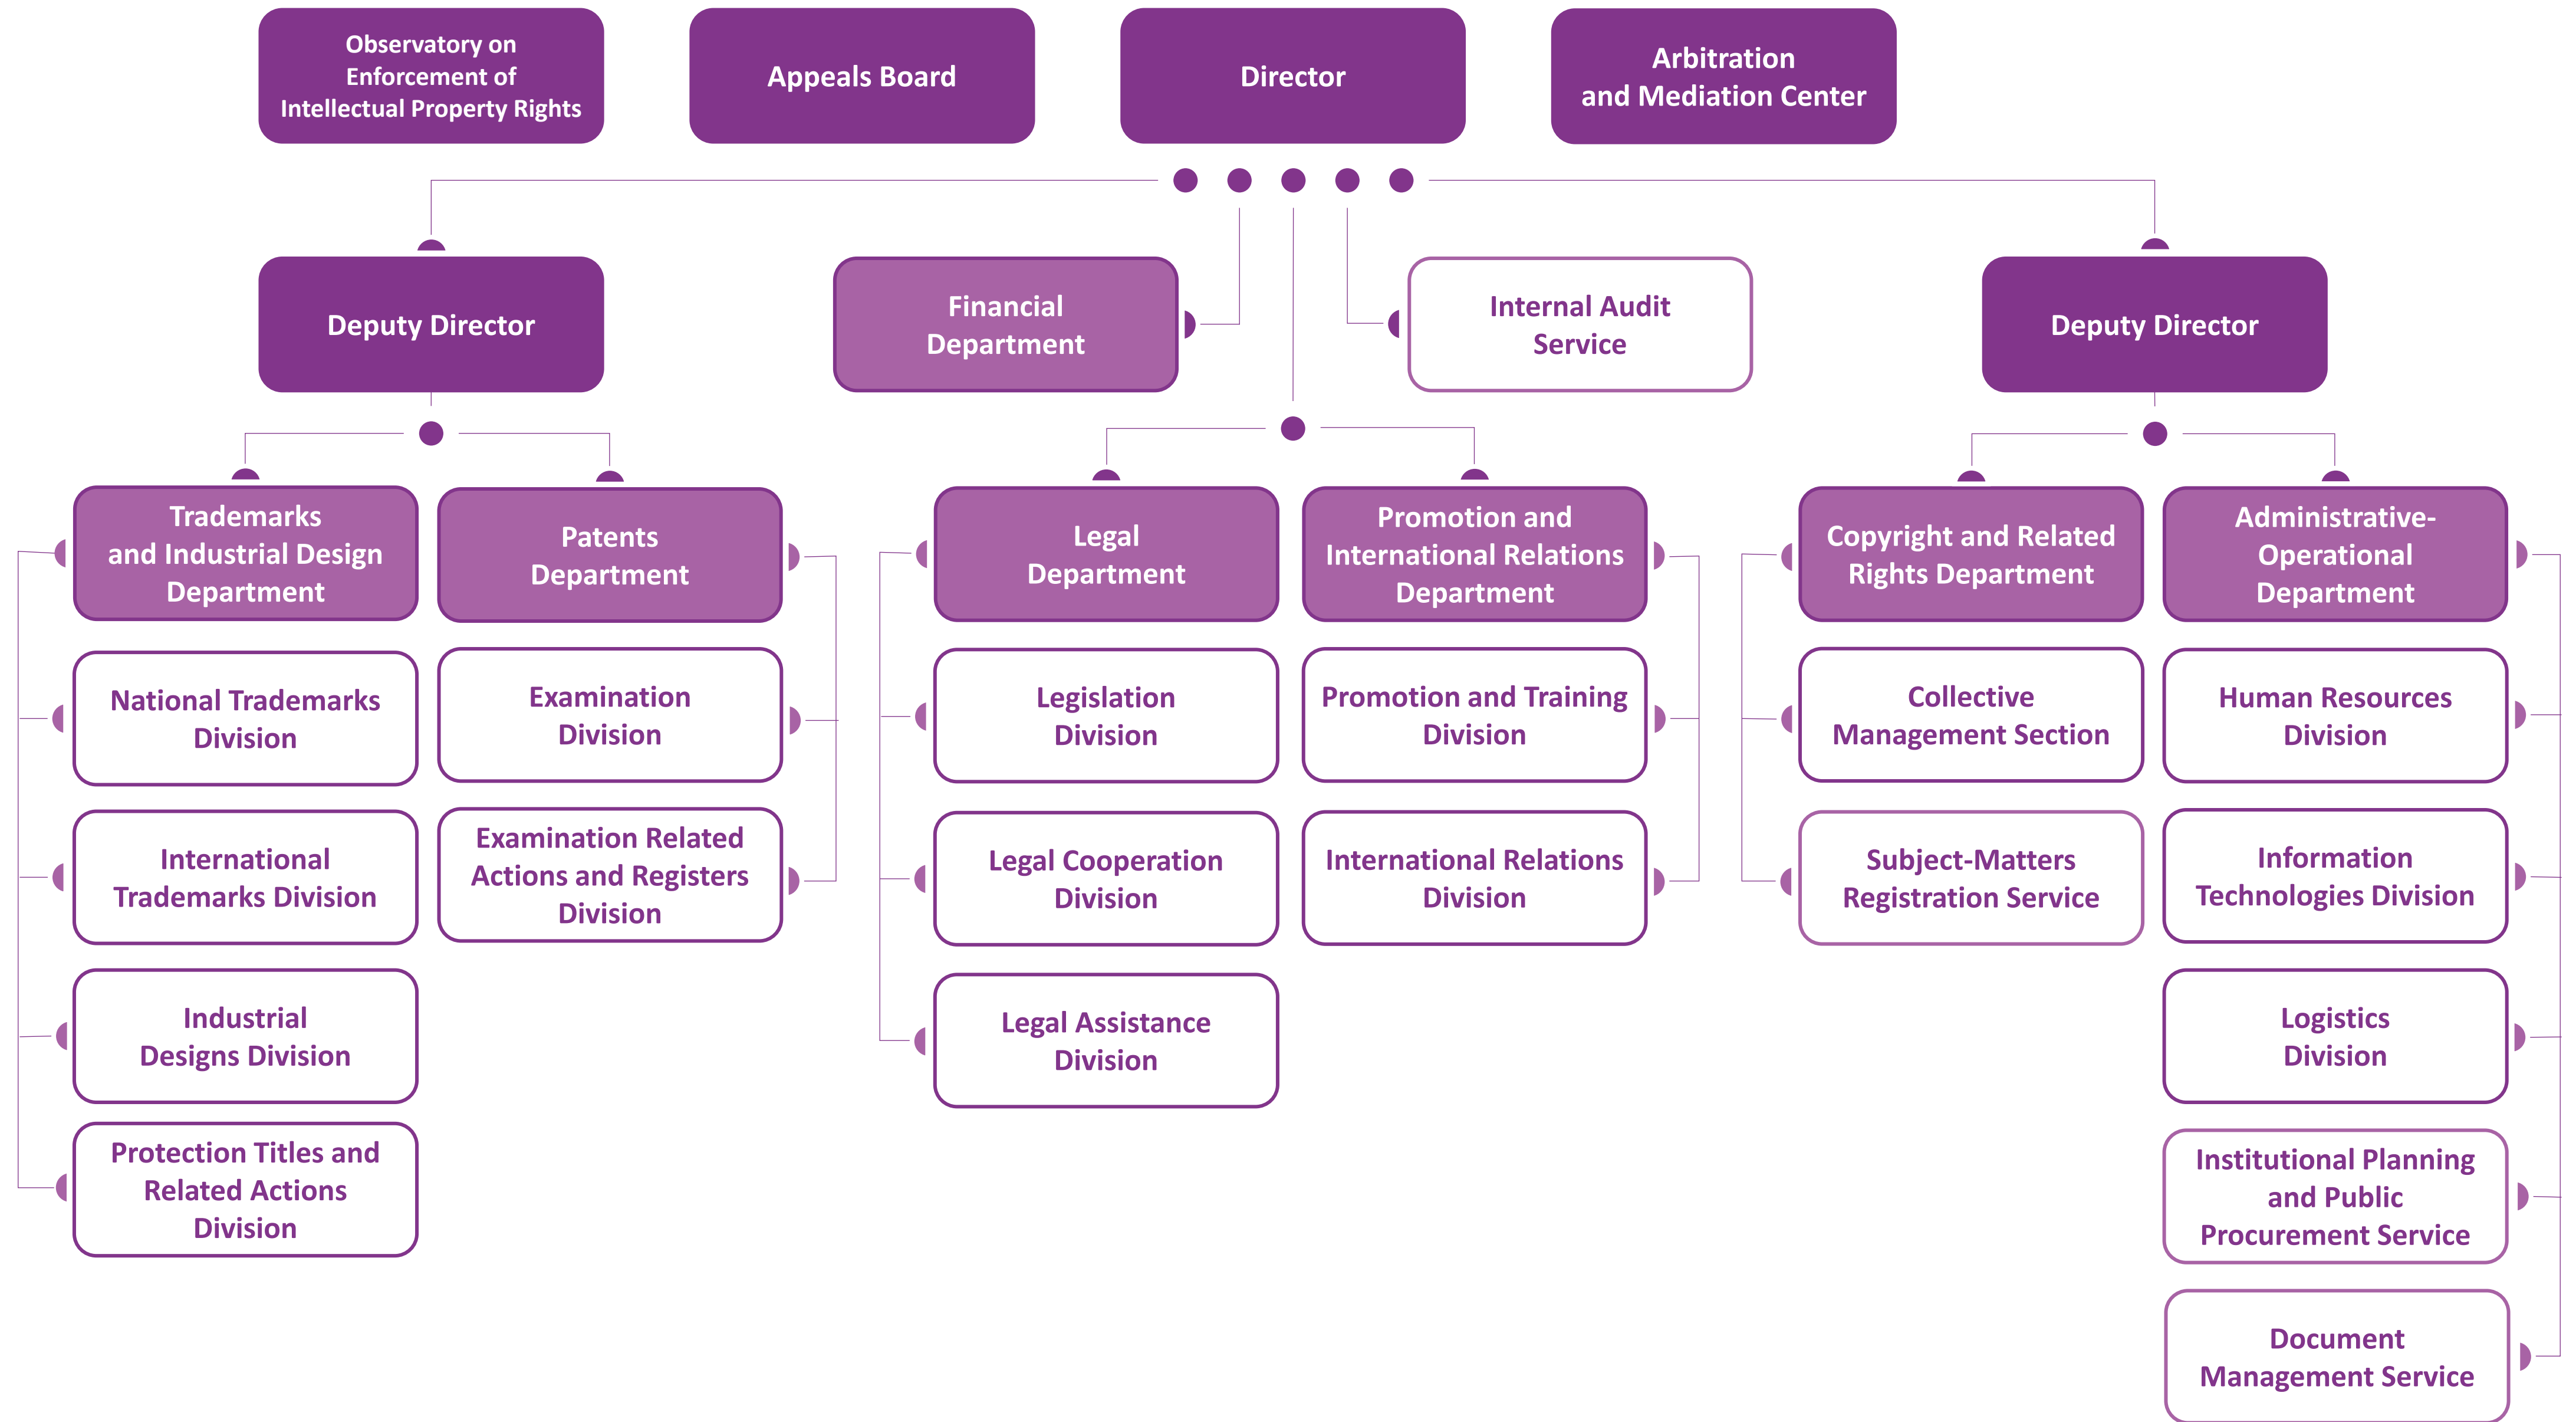 Observatory on
Enforcement of
Intellectual Property Rights
Appeals Board
Director
Arbitration
and Mediation Center
Deputy Director
Financial
Department
Internal Audit
Service
Deputy Director
Trademarks
and Industrial Design
Department
Patents
Department
Legal
Department
Promotion and
International Relations
Department
Copyright and Related
Rights Department
Administrative-
Operational
Department
National Trademarks
Division
Examination
Division
Legislation
Division
Promotion and Training
Division
Collective
Management Section
Human Resources
Division
International
Trademarks Division
Examination Related
Actions and Registers
Division
Legal Cooperation
Division
International Relations
Division
Subject-Matters
Registration Service
Information
Technologies Division
Industrial
Designs Division
Legal Assistance
Division
Logistics
Division
Protection Titles and
Related Actions
Division
Institutional Planning
and Public
Procurement Service
Document
Management Service